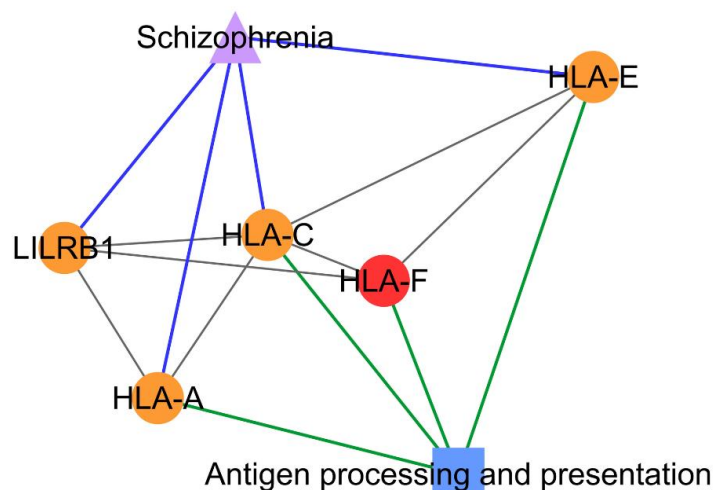 Schizophrenia
HLA-E
LILRB1
HLA-C
HLA-F
HLA-A
Antigen processing and presentation